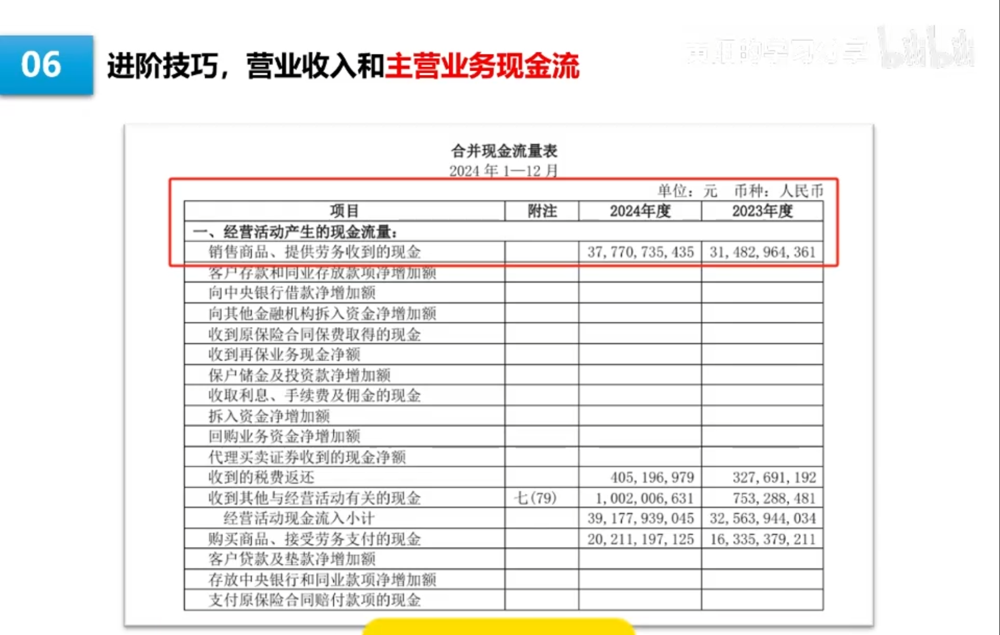 06
进阶技巧，营业收入和主营业务现金流
bilibili
合并现金流量表
2024 年 1—12 月
单位：元 币种：人民币
项目 附注 2024年度 2023年度
一、经营活动产生的现金流量：
销售商品、提供劳务收到的现金 37,770,735,435 31,482,964,361
客户存款和同业存放款项净增加额
向中央银行借款净增加额
向其他金融机构拆入资金净增加额
收到原保险合同保费取得的现金
收到再保业务现金净额
保户储金及投资款净增加额
收取利息、手续费及佣金的现金
拆入资金净增加额
回购业务资金净增加额
代理买卖证券收到的现金净额
收到的税费返还 405,196,979 327,691,192
收到其他与经营活动有关的现金 七(79) 1,002,006,631 753,288,481
经营活动现金流入小计 39,177,939,045 32,563,944,034
购买商品、接受劳务支付的现金 20,211,197,125 16,335,379,211
客户贷款及垫款净增加额
存放中央银行和同业款项净增加额
支付原保险合同赔付款项的现金